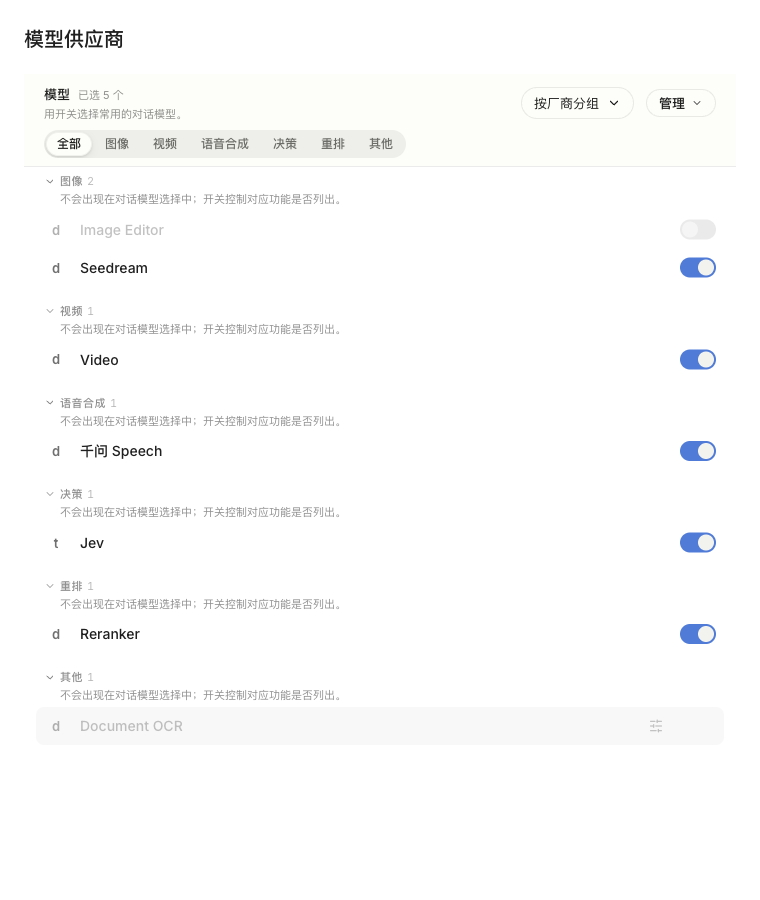 模型供应商
模型 已选 5 个
用开关选择常用的对话模型。
按厂商分组
管理
全部 图像 视频 语音合成 决策 重排 其他
图像 2
不会出现在对话模型选择中；开关控制对应功能是否列出。
d Image Editor
d Seedream
视频 1
不会出现在对话模型选择中；开关控制对应功能是否列出。
d Video
语音合成 1
不会出现在对话模型选择中；开关控制对应功能是否列出。
d 千问 Speech
决策 1
不会出现在对话模型选择中；开关控制对应功能是否列出。
t Jev
重排 1
不会出现在对话模型选择中；开关控制对应功能是否列出。
d Reranker
其他 1
不会出现在对话模型选择中；开关控制对应功能是否列出。
d Document OCR